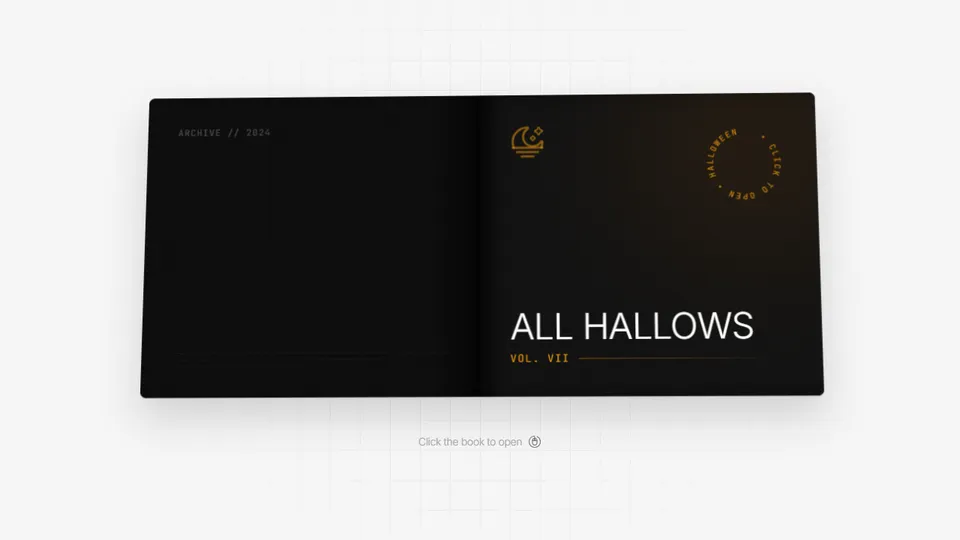 ARCHIVE // 2024
HALLOWEEN • CLICK TO OPEN •
ALL HALLOWS
VOL. VII
Click the book to open